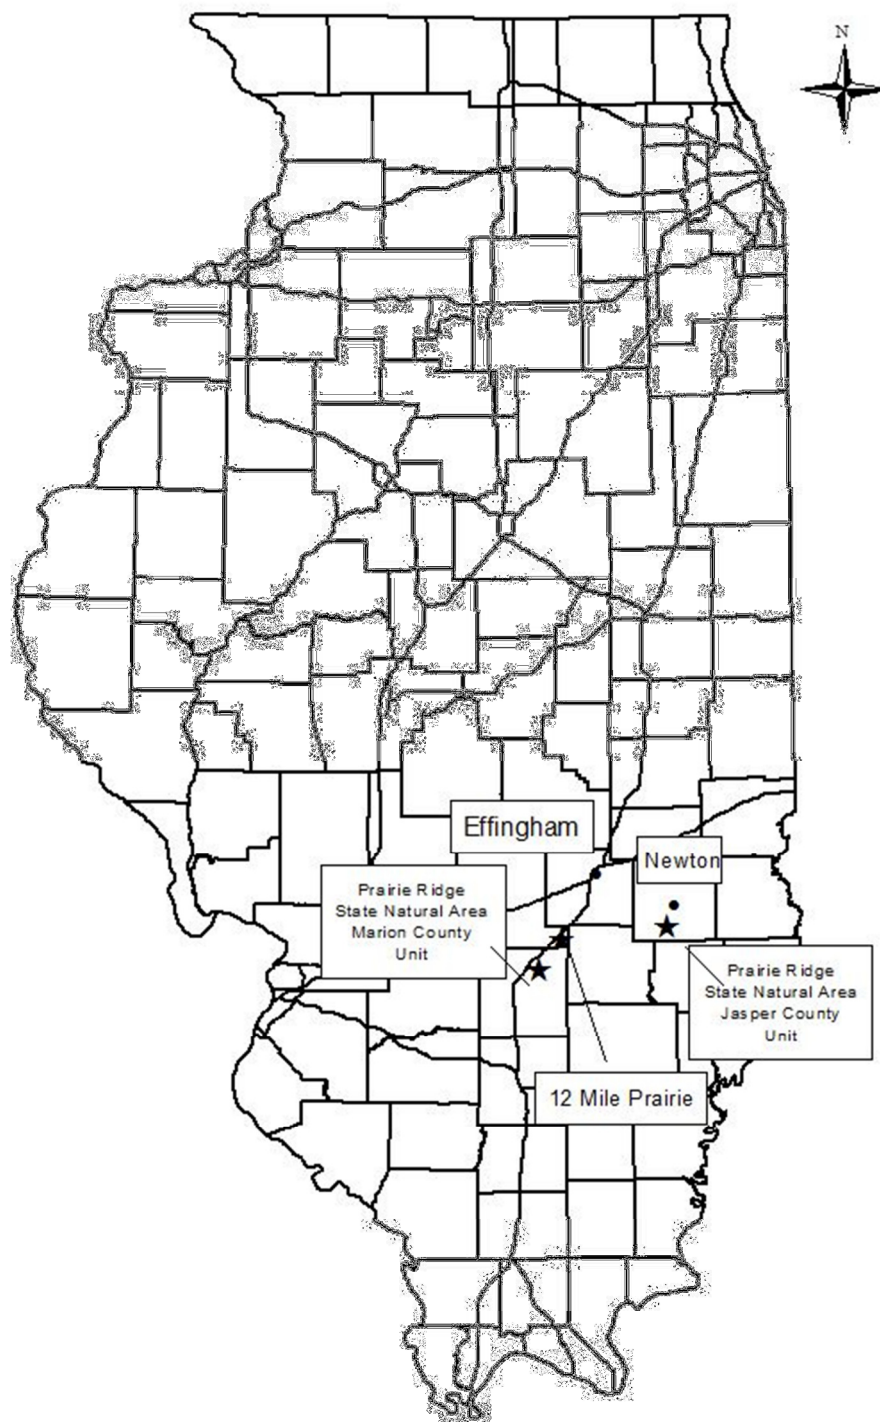 N
Effingham
Newton
Prairie Ridge
State Natural Area
Marion County
Unit
Prairie Ridge
State Natural Area
Jasper County
Unit
12 Mile Prairie